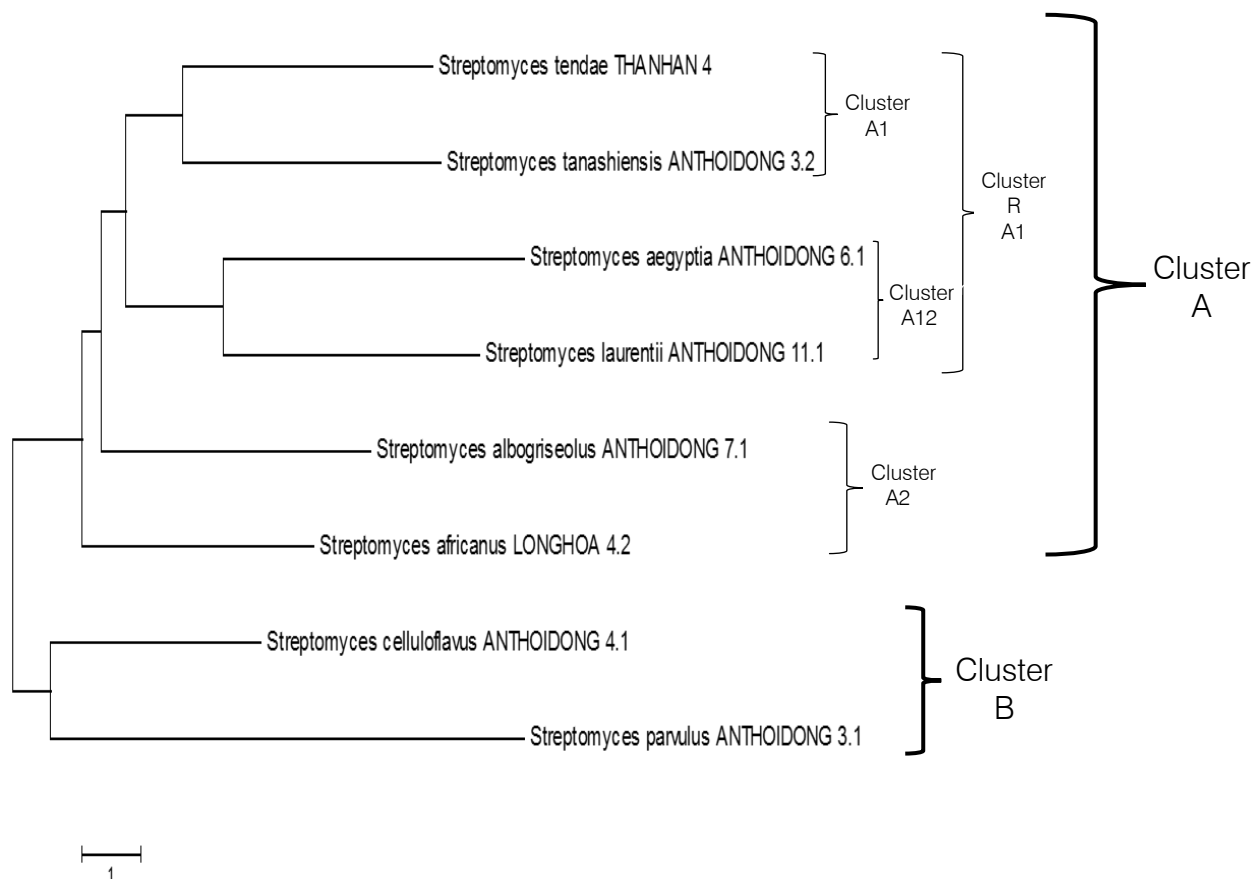 Streptomyces tendae THANHAN 4
Cluster
A1
Streptomyces tanashiensis ANTHOIDONG 3.2
Cluster
R
A1
Streptomyces aegyptia ANTHOIDONG 6.1
Cluster
A
Cluster
A12
Streptomyces laurentii ANTHOIDONG 11.1
Streptomyces albogriseolus ANTHOIDONG 7.1
Cluster
A2
Streptomyces africanus LONGHOA 4.2
Streptomyces celluloflavus ANTHOIDONG 4.1
Cluster
B
Streptomyces parvulus ANTHOIDONG 3.1
1